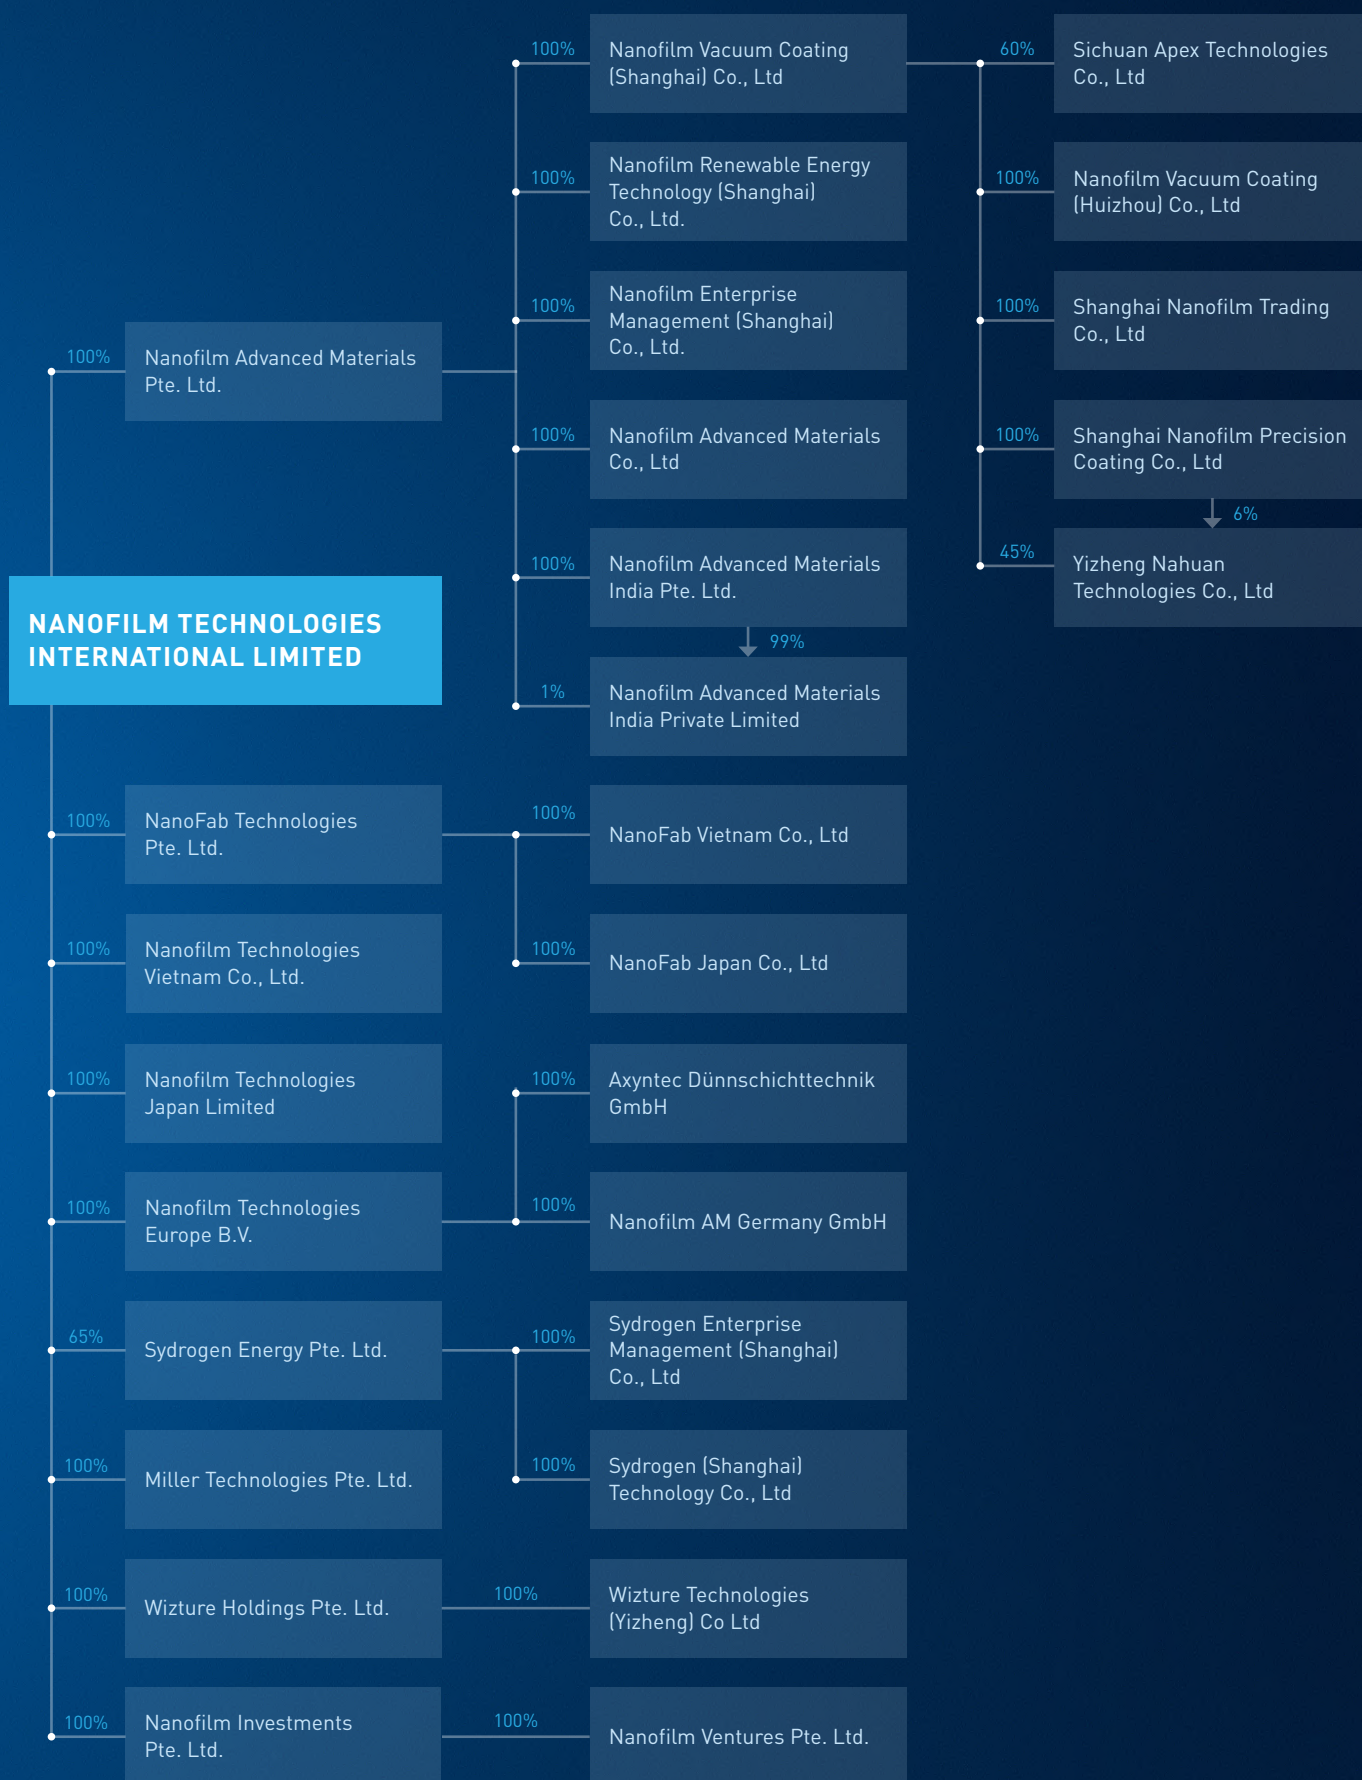 NANOFILM TECHNOLOGIES
INTERNATIONAL LIMITED
100%
Nanofilm Advanced Materials
Pte. Ltd.
100%
Nanofilm Vacuum Coating
(Shanghai) Co., Ltd
60%
Sichuan Apex Technologies
Co., Ltd
100%
Nanofilm Vacuum Coating
(Huizhou) Co., Ltd
100%
Shanghai Nanofilm Trading
Co., Ltd
100%
Shanghai Nanofilm Precision
Coating Co., Ltd
6%
45%
Yizheng Nahuan
Technologies Co., Ltd
100%
Nanofilm Renewable Energy
Technology (Shanghai)
Co., Ltd.
100%
Nanofilm Enterprise
Management (Shanghai)
Co., Ltd.
100%
Nanofilm Advanced Materials
Co., Ltd
100%
Nanofilm Advanced Materials
India Pte. Ltd.
99%
1%
Nanofilm Advanced Materials
India Private Limited
100%
NanoFab Technologies
Pte. Ltd.
100%
NanoFab Vietnam Co., Ltd
100%
NanoFab Japan Co., Ltd
100%
Nanofilm Technologies
Vietnam Co., Ltd.
100%
Nanofilm Technologies
Japan Limited
100%
Nanofilm Technologies
Europe B.V.
100%
Axyntec Dünnschichttechnik
GmbH
100%
Nanofilm AM Germany GmbH
65%
Sydrogen Energy Pte. Ltd.
100%
Sydrogen Enterprise
Management (Shanghai)
Co., Ltd
100%
Sydrogen (Shanghai)
Technology Co., Ltd
100%
Miller Technologies Pte. Ltd.
100%
Wizture Holdings Pte. Ltd.
100%
Wizture Technologies
(Yizheng) Co Ltd
100%
Nanofilm Investments
Pte. Ltd.
100%
Nanofilm Ventures Pte. Ltd.